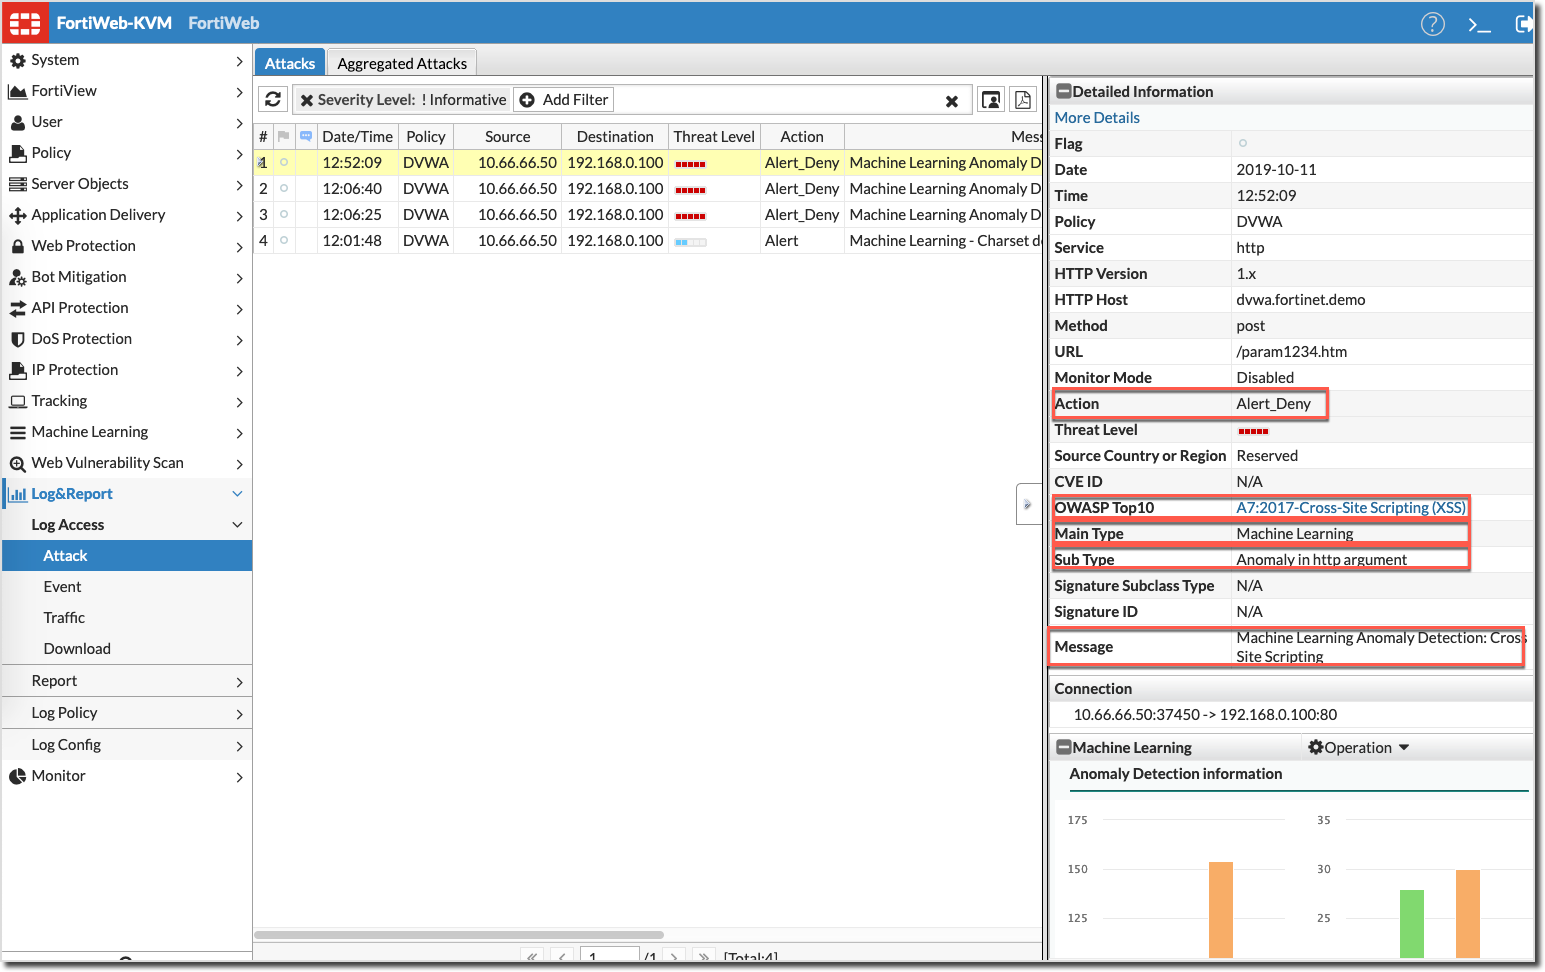 FortiWeb-KVM FortiWeb
System
FortiView
User
Policy
Server Objects
Application Delivery
Web Protection
Bot Mitigation
API Protection
DoS Protection
IP Protection
Tracking
Machine Learning
Web Vulnerability Scan
Log&Report
Log Access
Attack
Event
Traffic
Download
Report
Log Policy
Log Config
Monitor
Attacks Aggregated Attacks
Severity Level: ! Informative Add Filter
# Date/Time Policy Source Destination Threat Level Action Mess
1 12:52:09 DVWA 10.66.66.50 192.168.0.100 Alert_Deny Machine Learning Anomaly D
2 12:06:40 DVWA 10.66.66.50 192.168.0.100 Alert_Deny Machine Learning Anomaly D
3 12:06:25 DVWA 10.66.66.50 192.168.0.100 Alert_Deny Machine Learning Anomaly D
4 12:01:48 DVWA 10.66.66.50 192.168.0.100 Alert Machine Learning - Charset de
1 /1 [Total:4]
Detailed Information
More Details
Flag
Date 2019-10-11
Time 12:52:09
Policy DVWA
Service http
HTTP Version 1.x
HTTP Host dvwa.fortinet.demo
Method post
URL /param1234.htm
Monitor Mode Disabled
Action Alert_Deny
Threat Level
Source Country or Region Reserved
CVE ID N/A
OWASP Top10 A7:2017-Cross-Site Scripting (XSS)
Main Type Machine Learning
Sub Type Anomaly in http argument
Signature Subclass Type N/A
Signature ID N/A
Message Machine Learning Anomaly Detection: Cross
Site Scripting
Connection
10.66.66.50:37450 -> 192.168.0.100:80
Machine Learning Operation
Anomaly Detection information
175 35
150 30
125 25